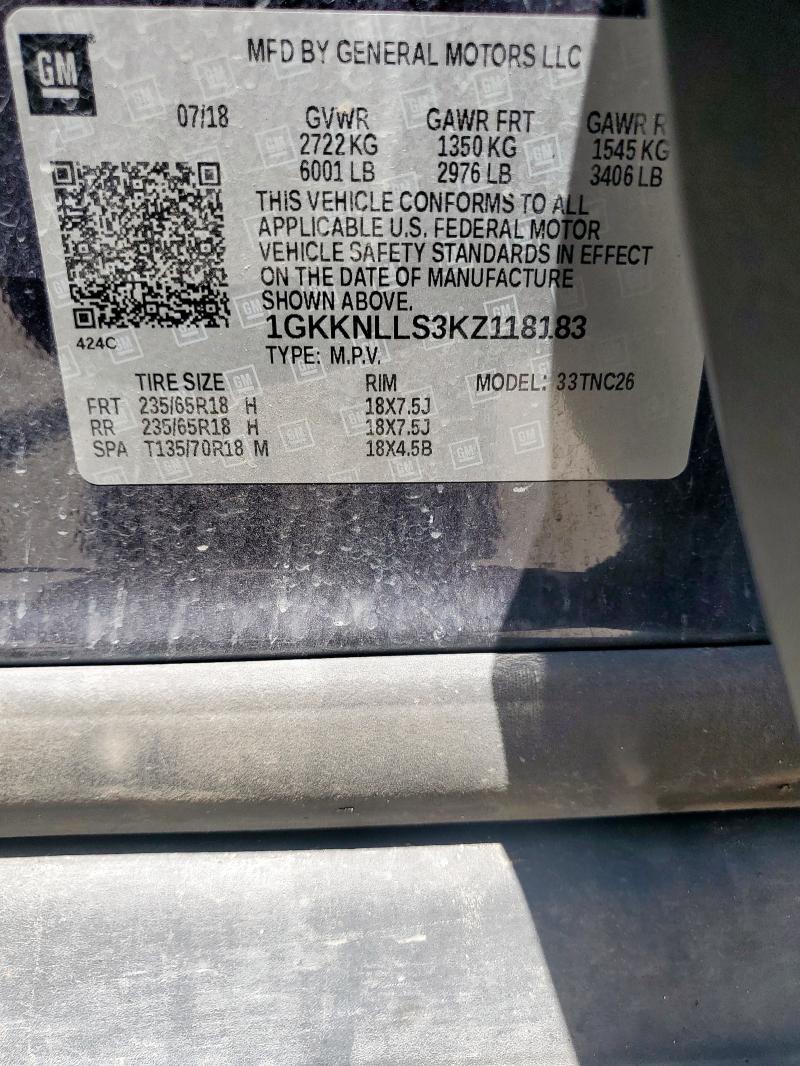 GM
MFD BY GENERAL MOTORS LLC
07/18 GVWR GAWR FRT GAWR R
2722 KG 1350 KG 1545 KG
6001 LB 2976 LB 3406 LB
THIS VEHICLE CONFORMS TO ALL
APPLICABLE U.S. FEDERAL MOTOR
VEHICLE SAFETY STANDARDS IN EFFECT
ON THE DATE OF MANUFACTURE
SHOWN ABOVE.
1GKKNLLS3KZ118183
424C
TYPE: M.P.V.
TIRE SIZE RIM MODEL: 33TNC26
FRT 235/65R18 H 18X7.5J
RR 235/65R18 H 18X7.5J
SPA T135/70R18 M 18X4.5B